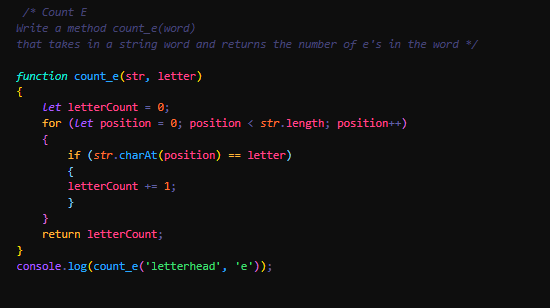 /* Count E
Write a method count_e(word)
that takes in a string word and returns the number of e's in the word */
function count_e(str, letter)
{
let letterCount = 0;
for (let position = 0; position < str.length; position++)
{
if (str.charAt(position) == letter)
{
letterCount += 1;
}
}
return letterCount;
}
console.log(count_e('letterhead', 'e'));